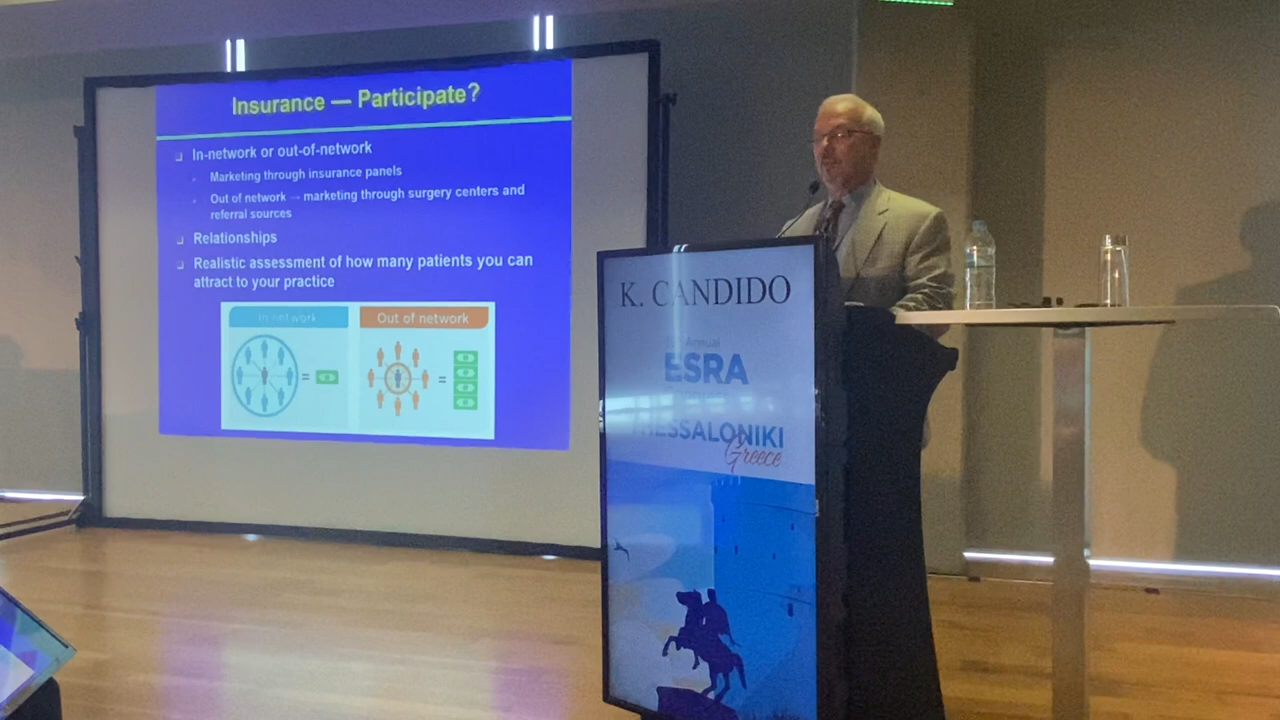 Insurance — Participate?
In-network or out-of-network
Marketing through insurance panels
Out of network → marketing through surgery centers and
referral sources
Relationships
Realistic assessment of how many patients you can
attract to your practice
In network
Out of network
=
=
K. CANDIDO
Annual
ESRA
THESSALONIKI
Greece